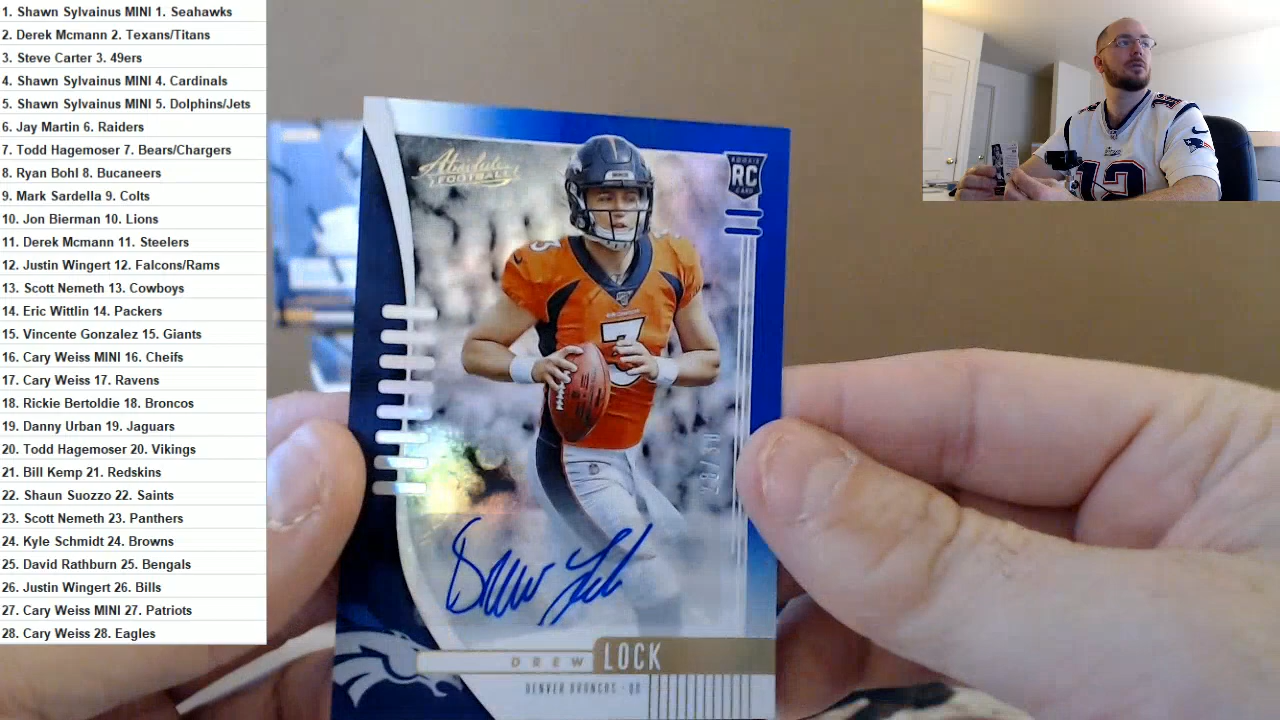 1. Shawn Sylvainus MINI 1. Seahawks
2. Derek Mcmann 2. Texans/Titans
3. Steve Carter 3. 49ers
4. Shawn Sylvainus MINI 4. Cardinals
5. Shawn Sylvainus MINI 5. Dolphins/Jets
6. Jay Martin 6. Raiders
7. Todd Hagemoser 7. Bears/Chargers
8. Ryan Bohl 8. Bucaneers
9. Mark Sardella 9. Colts
10. Jon Bierman 10. Lions
11. Derek Mcmann 11. Steelers
12. Justin Wingert 12. Falcons/Rams
13. Scott Nemeth 13. Cowboys
14. Eric Wittlin 14. Packers
15. Vincente Gonzalez 15. Giants
16. Cary Weiss MINI 16. Cheifs
17. Cary Weiss 17. Ravens
18. Rickie Bertoldie 18. Broncos
19. Danny Urban 19. Jaguars
20. Todd Hagemoser 20. Vikings
21. Bill Kemp 21. Redskins
22. Shaun Suozzo 22. Saints
23. Scott Nemeth 23. Panthers
24. Kyle Schmidt 24. Browns
25. David Rathburn 25. Bengals
26. Justin Wingert 26. Bills
27. Cary Weiss MINI 27. Patriots
28. Cary Weiss 28. Eagles
Absolute
FOOTBALL
ROOKIE
RC
CARD
3
3
Drew Lock
DREW LOCK
DENVER BRONCOS · QB
12